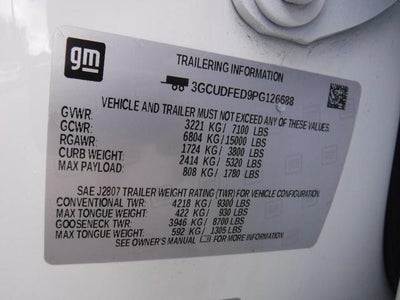 gm
TRAILERING INFORMATION
3GCUDFED9PG126688
VEHICLE AND TRAILER MUST NOT EXCEED ANY OF THESE VALUES.
GVWR: 3221 KG / 7100 LBS
GCWR: 6804 KG / 15000 LBS
RGAWR: 1724 KG / 3800 LBS
CURB WEIGHT: 2414 KG / 5320 LBS
MAX PAYLOAD: 808 KG / 1780 LBS
SAE J2807 TRAILER WEIGHT RATING (TWR) FOR VEHICLE CONFIGURATION.
CONVENTIONAL TWR: 4218 KG / 9300 LBS
MAX TONGUE WEIGHT: 422 KG / 930 LBS
GOOSENECK TWR: 3946 KG / 8700 LBS
MAX TONGUE WEIGHT: 592 KG / 1305 LBS
SEE OWNER'S MANUAL FOR MORE INFORMATION.